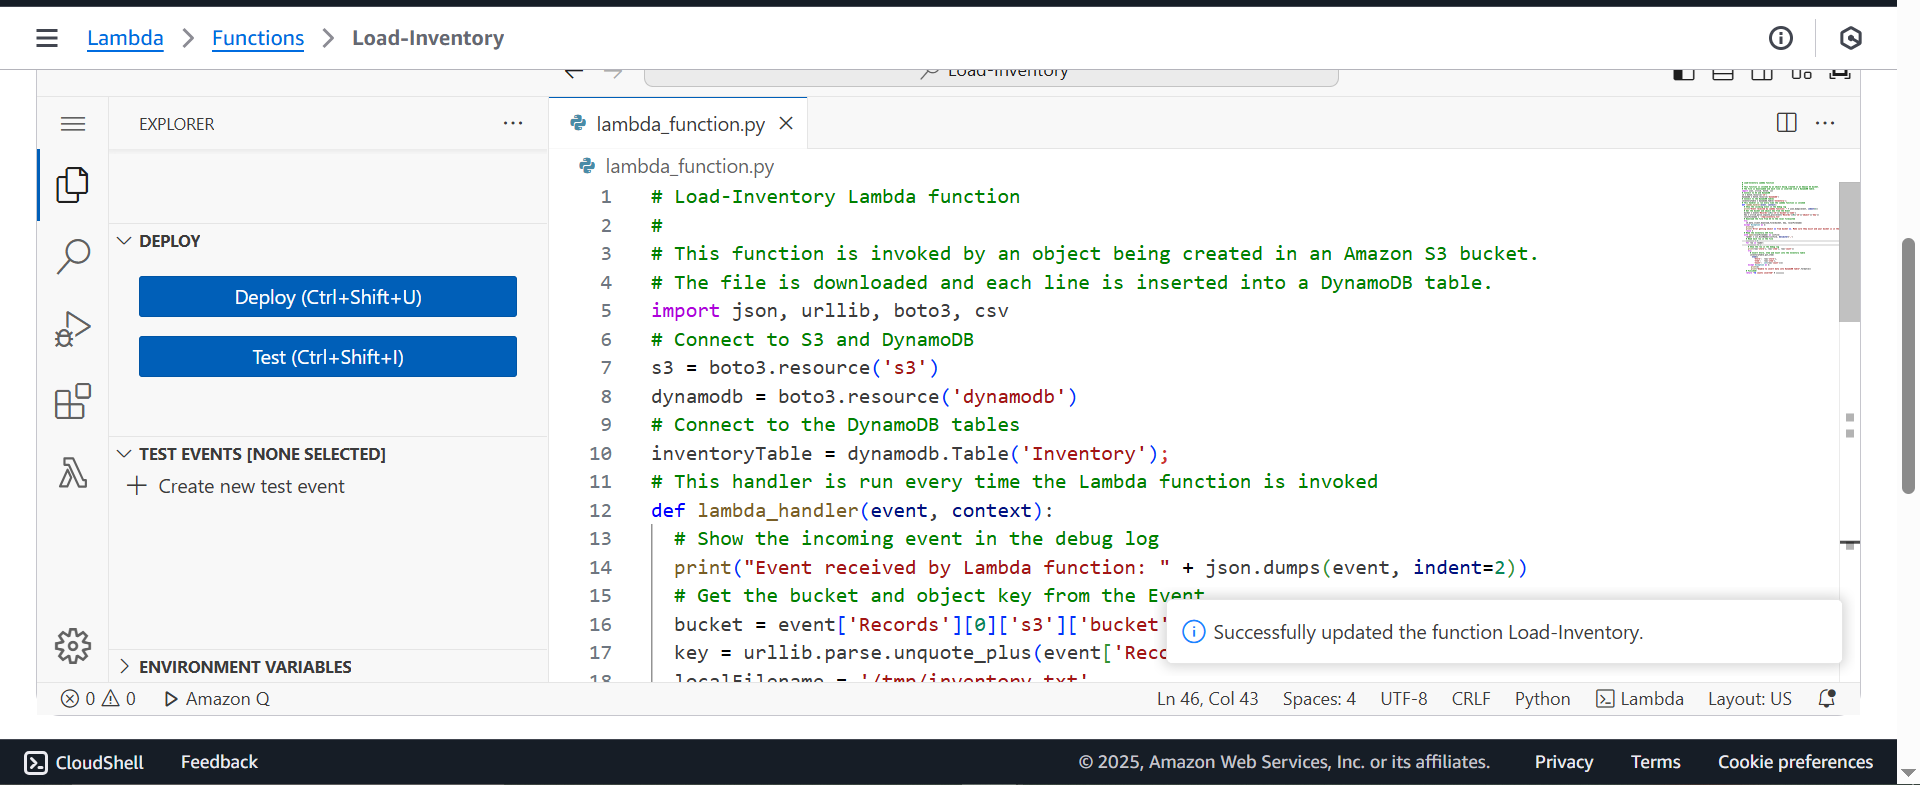 Lambda > Functions > Load-Inventory
Load-Inventory
EXPLORER
lambda_function.py
lambda_function.py
DEPLOY
Deploy (Ctrl+Shift+U)
Test (Ctrl+Shift+I)
TEST EVENTS [NONE SELECTED]
Create new test event
ENVIRONMENT VARIABLES
1 # Load-Inventory Lambda function
2 #
3 # This function is invoked by an object being created in an Amazon S3 bucket.
4 # The file is downloaded and each line is inserted into a DynamoDB table.
5 import json, urllib, boto3, csv
6 # Connect to S3 and DynamoDB
7 s3 = boto3.resource('s3')
8 dynamodb = boto3.resource('dynamodb')
9 # Connect to the DynamoDB tables
10 inventoryTable = dynamodb.Table('Inventory');
11 # This handler is run every time the Lambda function is invoked
12 def lambda_handler(event, context):
13 # Show the incoming event in the debug log
14 print("Event received by Lambda function: " + json.dumps(event, indent=2))
15 # Get the bucket and object key from the Event
16 bucket = event['Records'][0]['s3']['bucket'
17 key = urllib.parse.unquote_plus(event['Rec
18 localFilename = '/tmp/inventory.txt'
Successfully updated the function Load-Inventory.
0 0 Amazon Q
Ln 46, Col 43 Spaces: 4 UTF-8 CRLF Python Lambda Layout: US
CloudShell Feedback
© 2025, Amazon Web Services, Inc. or its affiliates. Privacy Terms Cookie preferences